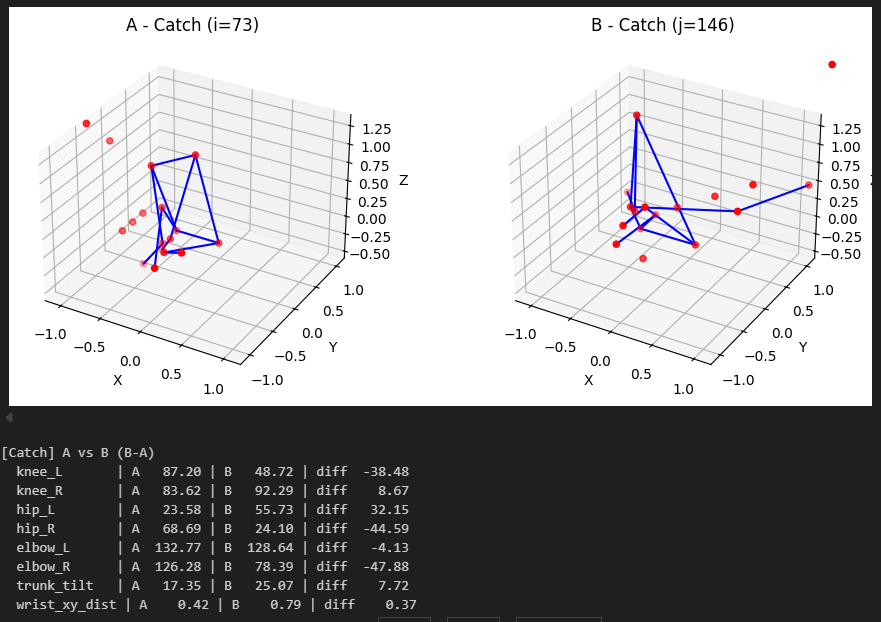 A - Catch (i=73)
B - Catch (j=146)
1.25
1.00
0.75
0.50
0.25
0.00
−0.25
−0.50
Z
1.0
0.5
0.0
−0.5
−1.0
Y
−1.0
−0.5
0.0
0.5
1.0
X
1.25
1.00
0.75
0.50
0.25
0.00
−0.25
−0.50
1.0
0.5
0.0
−0.5
−1.0
Y
−1.0
−0.5
0.0
0.5
1.0
X
[Catch] A vs B (B-A)
knee_L | A 87.20 | B 48.72 | diff -38.48
knee_R | A 83.62 | B 92.29 | diff 8.67
hip_L | A 23.58 | B 55.73 | diff 32.15
hip_R | A 68.69 | B 24.10 | diff -44.59
elbow_L | A 132.77 | B 128.64 | diff -4.13
elbow_R | A 126.28 | B 78.39 | diff -47.88
trunk_tilt | A 17.35 | B 25.07 | diff 7.72
wrist_xy_dist | A 0.42 | B 0.79 | diff 0.37